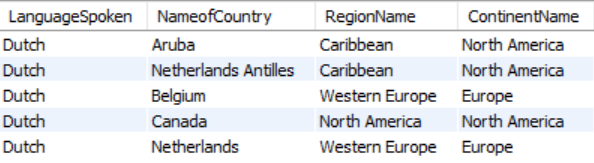 LanguageSpoken NameofCountry RegionName ContinentName
Dutch Aruba Caribbean North America
Dutch Netherlands Antilles Caribbean North America
Dutch Belgium Western Europe Europe
Dutch Canada North America North America
Dutch Netherlands Western Europe Europe